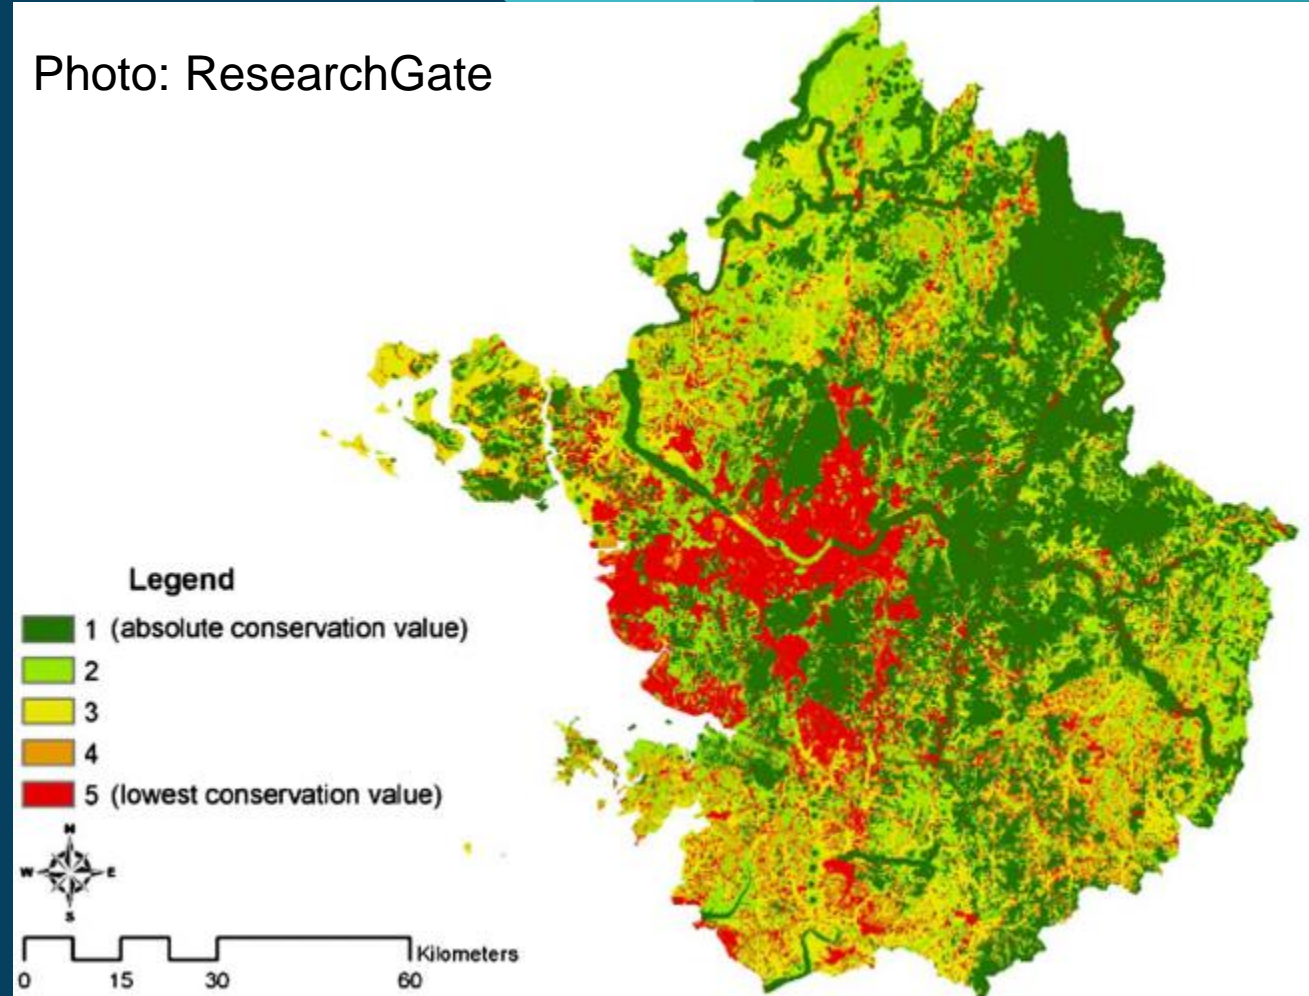 Photo: ResearchGate
Legend
1 (absolute conservation value)
2
3
4
5 (lowest conservation value)
N
W E
S
Kilometers
0 15 30 60